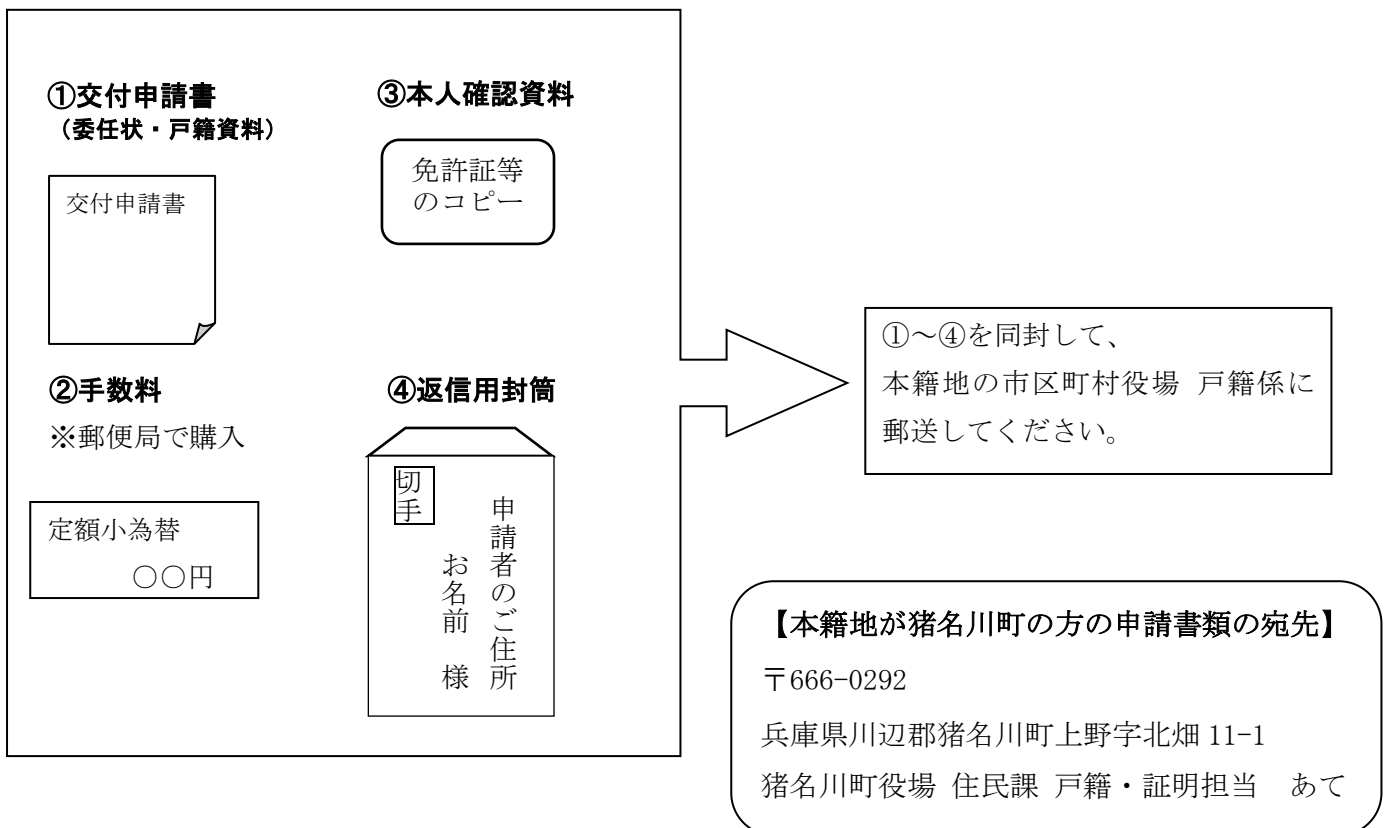 ①交付申請書
（委任状・戸籍資料）
交付申請書
②手数料
※郵便局で購入
定額小為替
○○円
③本人確認資料
免許証等
のコピー
④返信用封筒
切手
申請者のご住所
お名前　様
①～④を同封して、
本籍地の市区町村役場 戸籍係に
郵送してください。
【本籍地が猪名川町の方の申請書類の宛先】
〒666-0292
兵庫県川辺郡猪名川町上野字北畑 11-1
猪名川町役場 住民課 戸籍・証明担当　あて